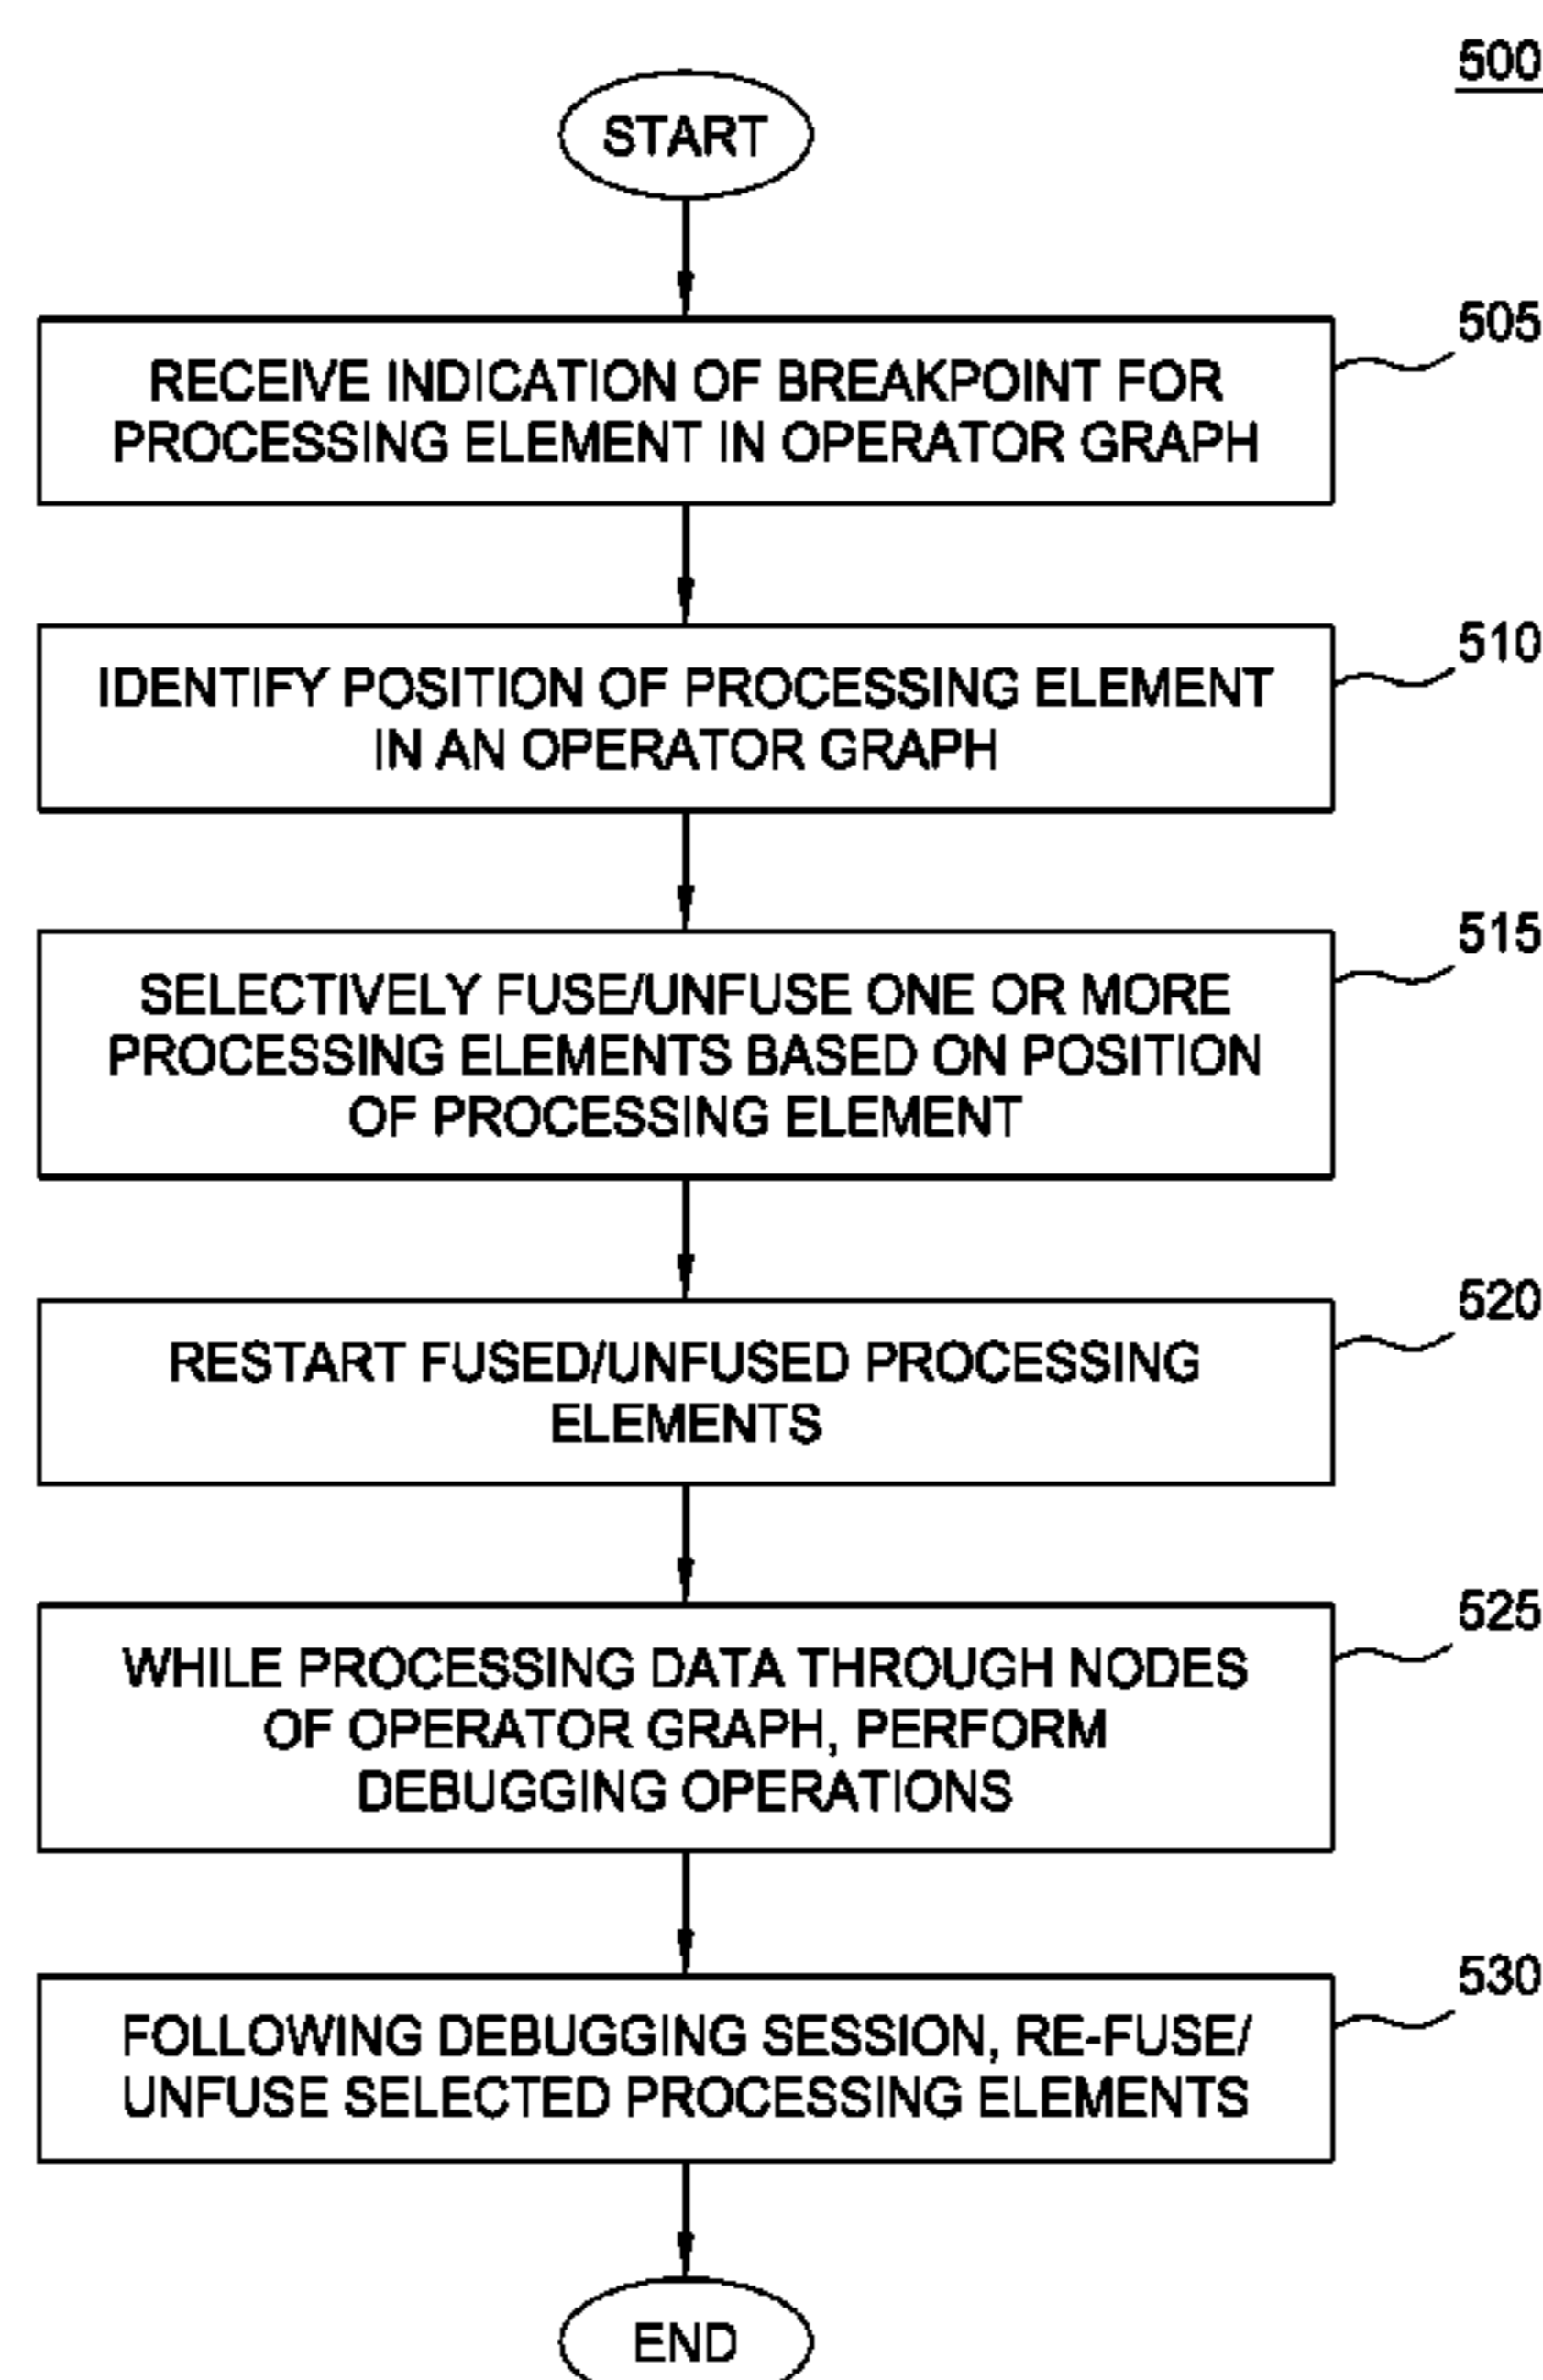 500
START
505
RECEIVE INDICATION OF BREAKPOINT FOR
PROCESSING ELEMENT IN OPERATOR GRAPH
510
IDENTIFY POSITION OF PROCESSING ELEMENT
IN AN OPERATOR GRAPH
515
SELECTIVELY FUSE/UNFUSE ONE OR MORE
PROCESSING ELEMENTS BASED ON POSITION
OF PROCESSING ELEMENT
520
RESTART FUSED/UNFUSED PROCESSING
ELEMENTS
525
WHILE PROCESSING DATA THROUGH NODES
OF OPERATOR GRAPH, PERFORM
DEBUGGING OPERATIONS
530
FOLLOWING DEBUGGING SESSION, RE-FUSE/
UNFUSE SELECTED PROCESSING ELEMENTS
END